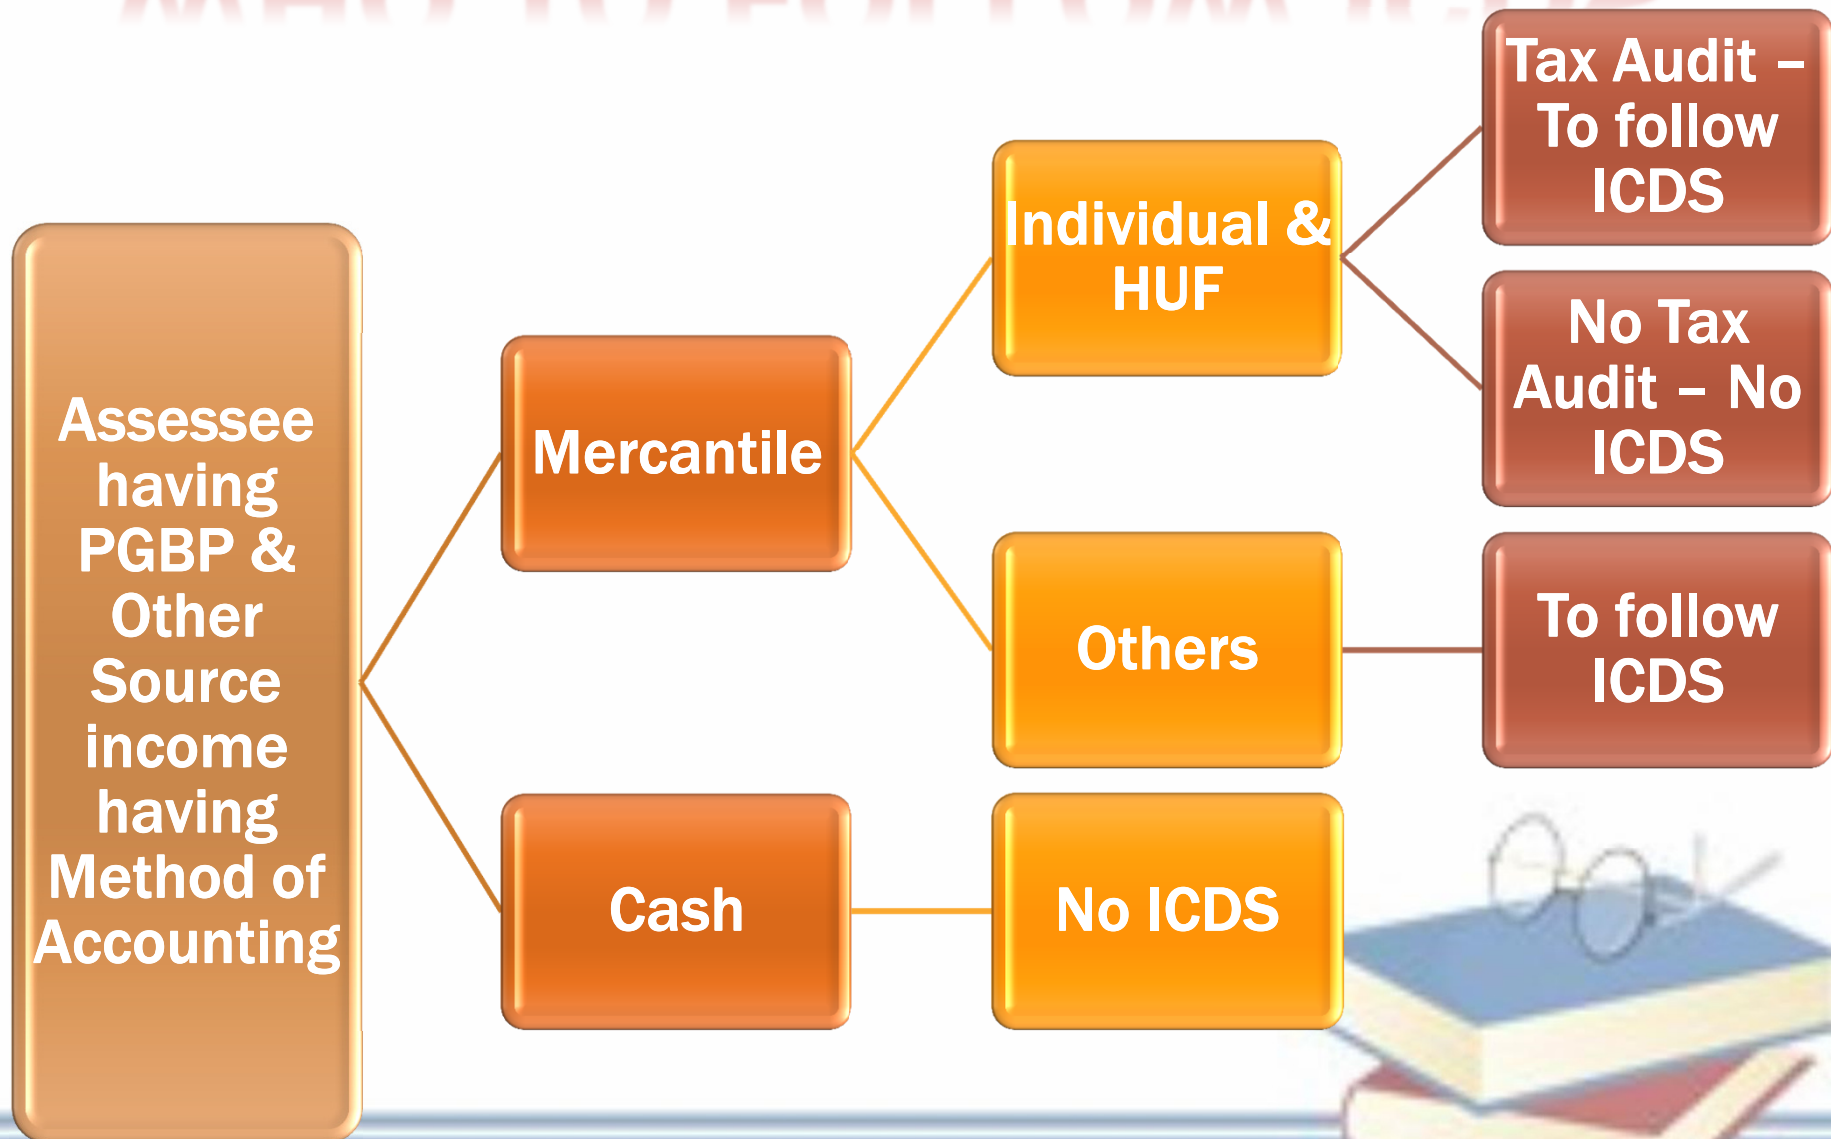 Assessee
having
PGBP &
Other
Source
income
having
Method of
Accounting
Mercantile
Cash
Individual &
HUF
Others
No ICDS
Tax Audit –
To follow
ICDS
No Tax
Audit – No
ICDS
To follow
ICDS